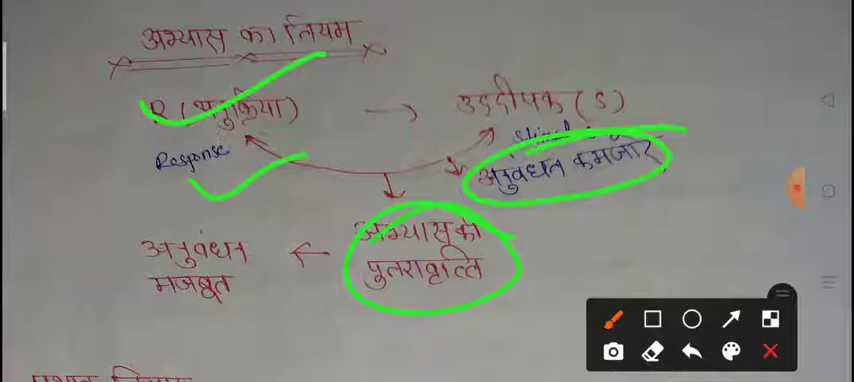 अभ्यास का नियम
R (अनुक्रिया) → उद्दीपक (S)
Response
अनुबंधन कमजोर
अभ्यास की
पुनरावृत्ति
अनुबंधन ←
मजबूत